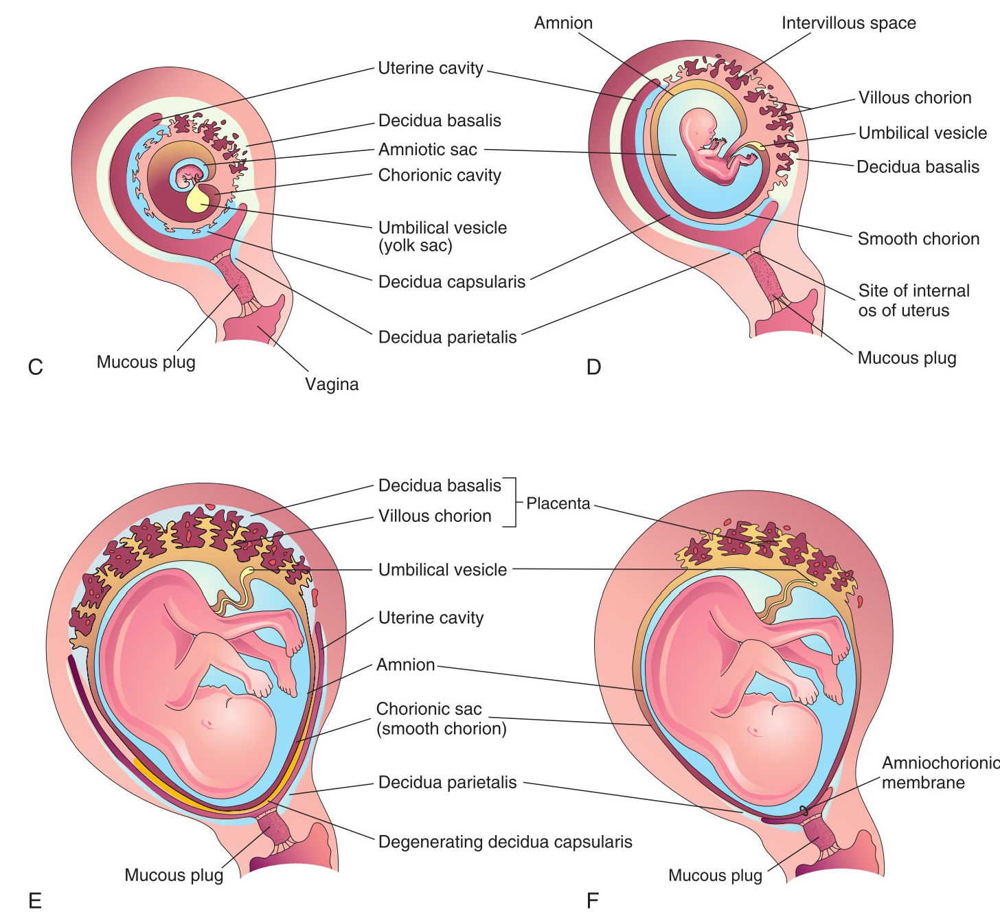 Amnion
Intervillous space
Uterine cavity
Villous chorion
Decidua basalis
Umbilical vesicle
Amniotic sac
Decidua basalis
Chorionic cavity
Umbilical vesicle
(yolk sac)
Smooth chorion
Decidua capsularis
Site of internal
os of uterus
Decidua parietalis
Mucous plug
Mucous plug
Vagina
C
D
Decidua basalis
Placenta
Villous chorion
Umbilical vesicle
Uterine cavity
Amnion
Chorionic sac
(smooth chorion)
Amniochorionic
membrane
Decidua parietalis
Degenerating decidua capsularis
Mucous plug
Mucous plug
E
F